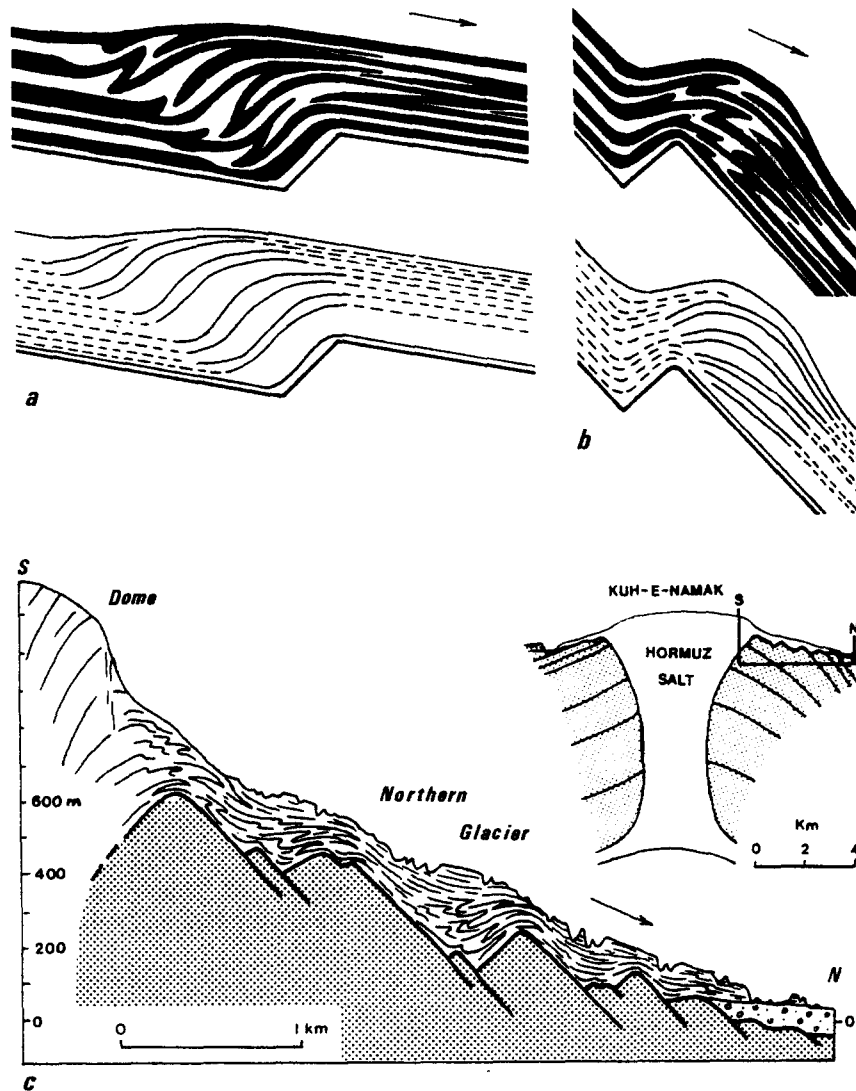 a
b
S
Dome
600 m
400
200
0
Northern
Glacier
0
1 km
C
N
0
KUH-E-NAMAK
S
N
HORMUZ
SALT
Km
0 2 4